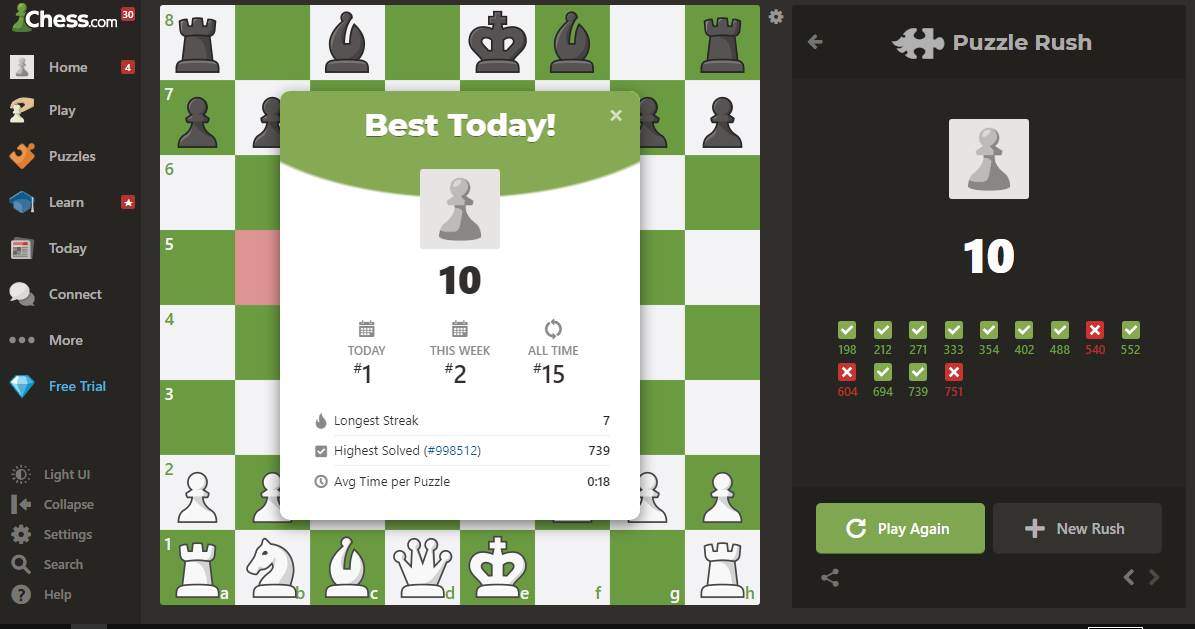 Chess.com 30
Home 4
Play
Puzzles
Learn
Today
Connect
More
Free Trial
Light UI
Collapse
Settings
Search
Help
8
7
6
5
4
3
2
1
a b c d e f g h
Best Today!
×
10
TODAY THIS WEEK ALL TIME
#1 #2 #15
Longest Streak 7
Highest Solved (#998512) 739
Avg Time per Puzzle 0:18
Puzzle Rush
10
198 212 271 333 354 402 488 540 552
604 694 739 751
Play Again
New Rush